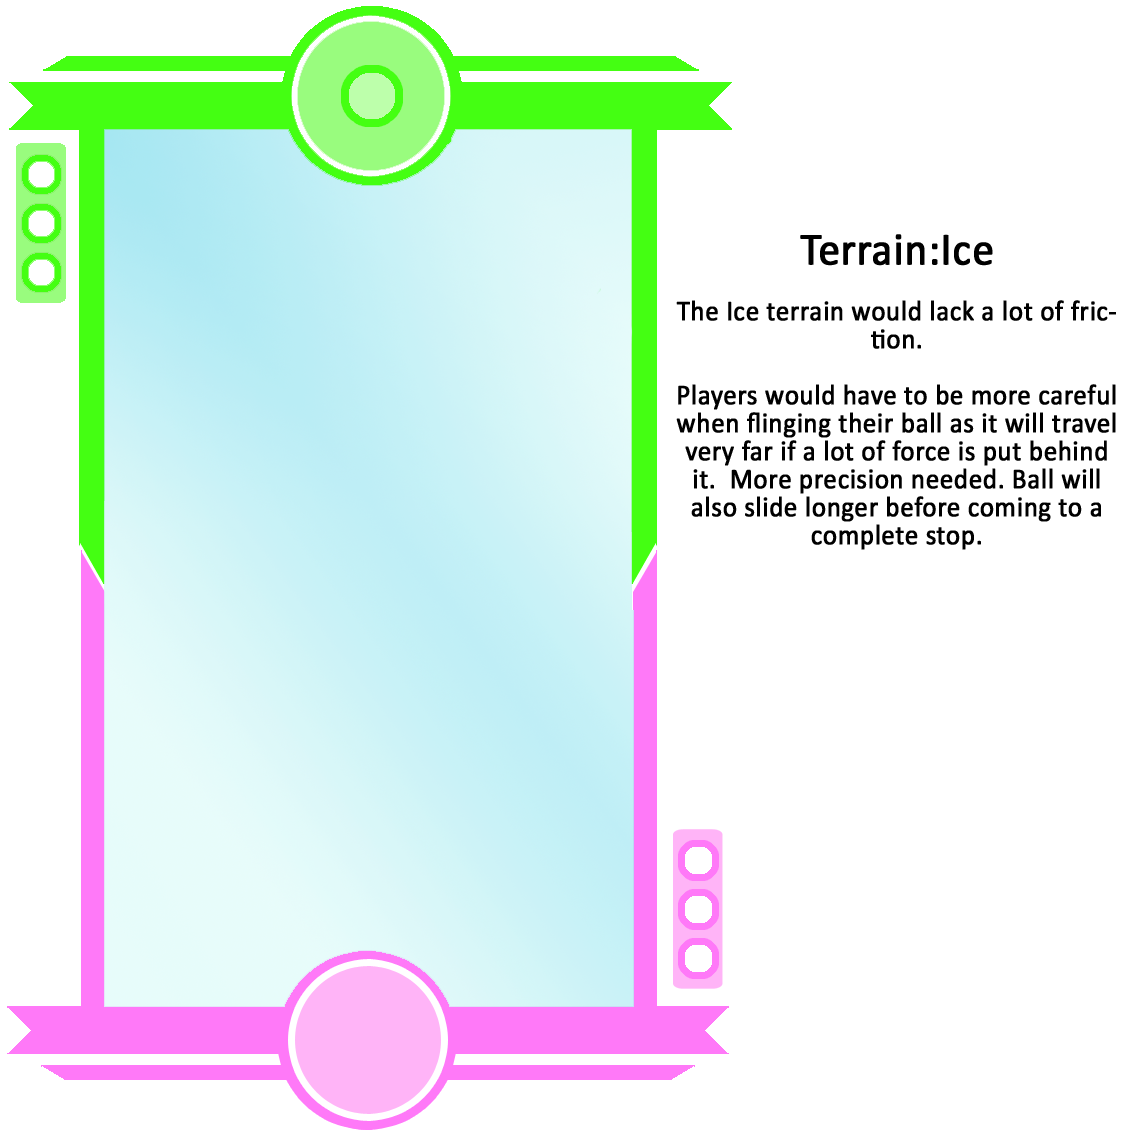 Terrain:Ice
The Ice terrain would lack a lot of fric-
tion.
Players would have to be more careful
when flinging their ball as it will travel
very far if a lot of force is put behind
it.  More precision needed. Ball will
also slide longer before coming to a
complete stop.